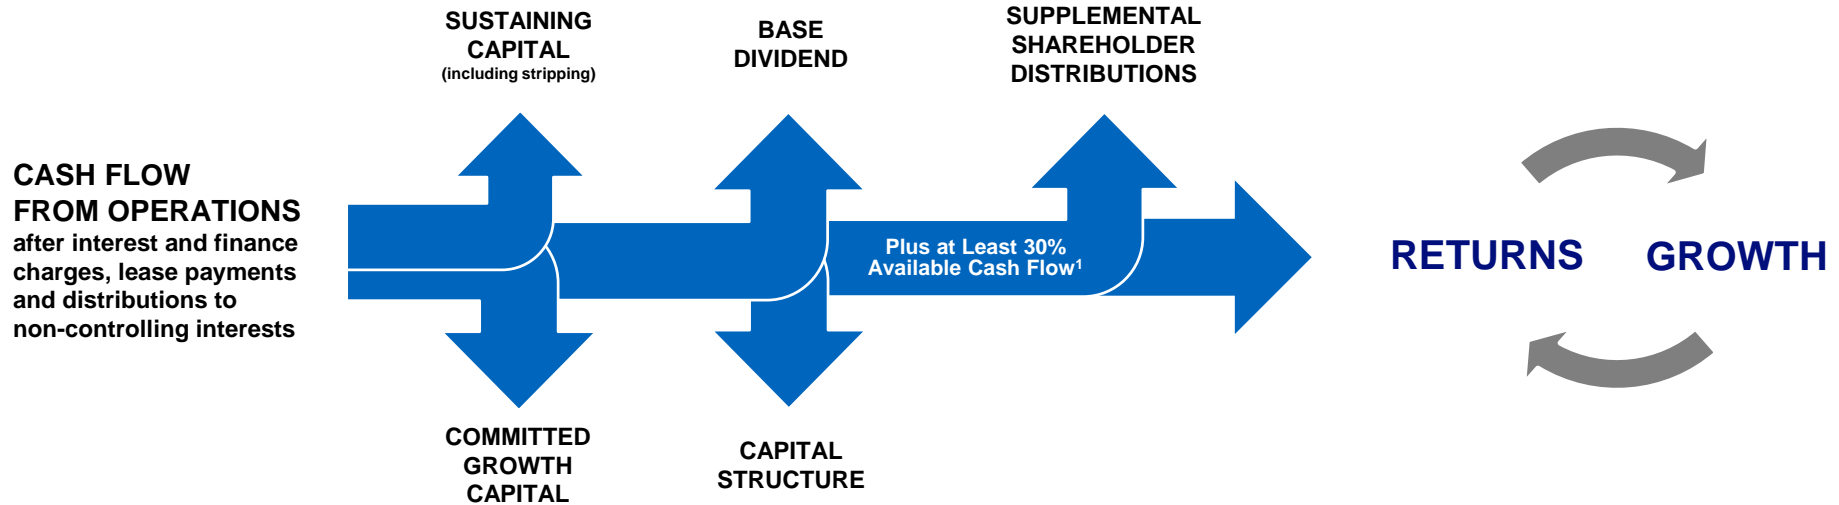 SUSTAINING
CAPITAL
(including stripping)
BASE
DIVIDEND
SUPPLEMENTAL
SHAREHOLDER
DISTRIBUTIONS
CASH FLOW
FROM OPERATIONS
after interest and finance
charges, lease payments
and distributions to
non-controlling interests
Plus at Least 30%
Available Cash Flow¹
RETURNS
GROWTH
COMMITTED
GROWTH
CAPITAL
CAPITAL
STRUCTURE